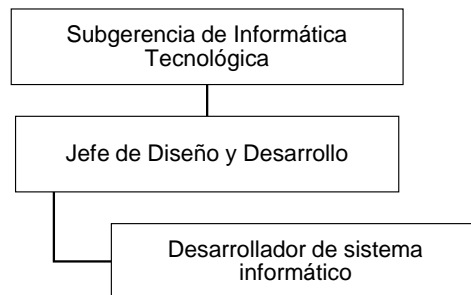 Subgerencia de Informática
Tecnológica
Jefe de Diseño y Desarrollo
Desarrollador de sistema
informático